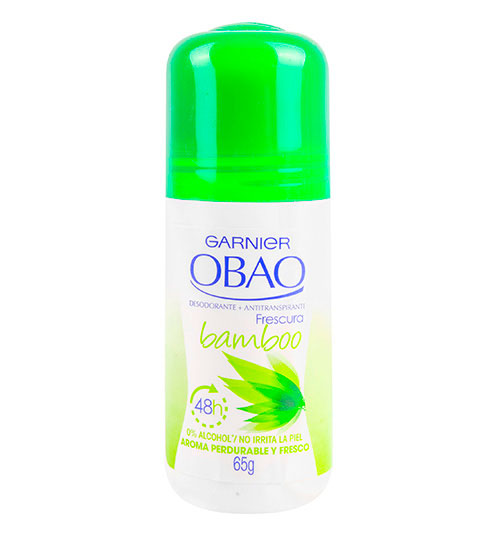 GARNIER
OBAO
DESODORANTE + ANTITRANSPIRANTE
Frescura
bamboo
48h
0% ALCOHOL*/ NO IRRITA LA PIEL
AROMA PERDURABLE Y FRESCO
65g